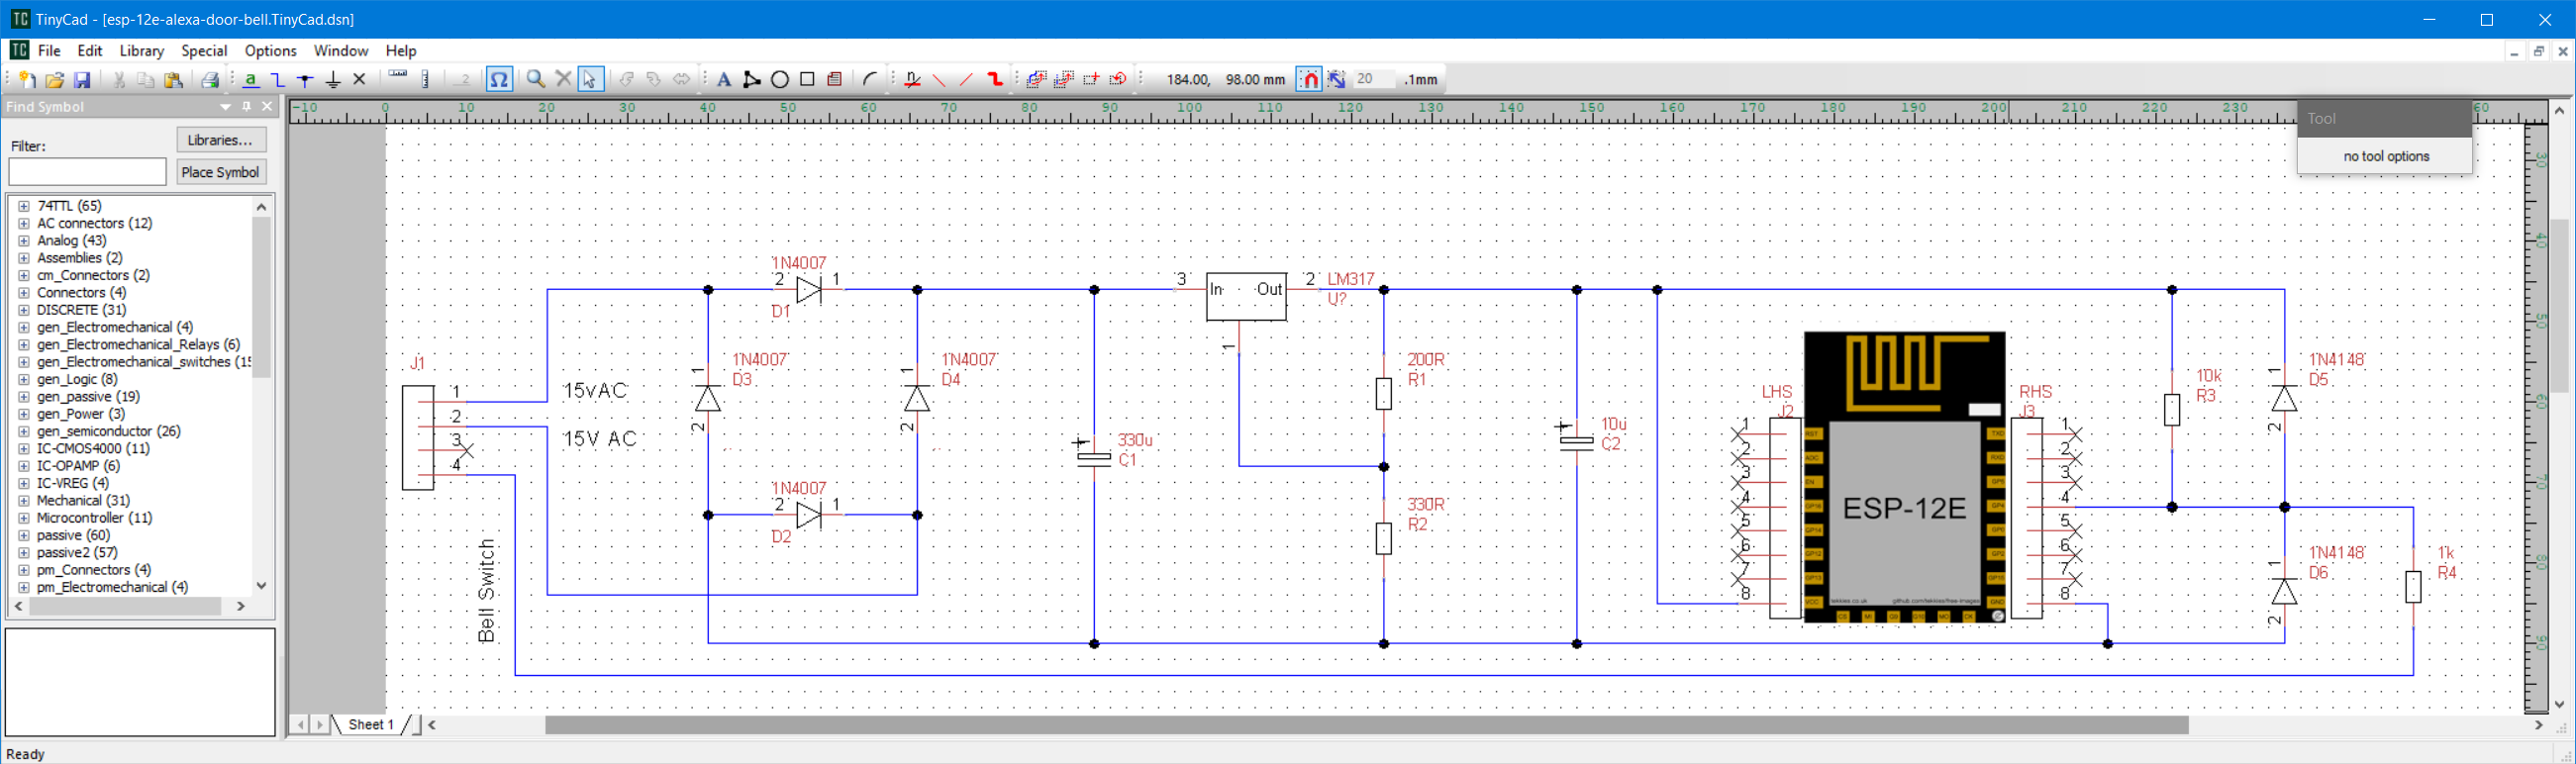 TinyCad - [esp-12e-alexa-door-bell.TinyCad.dsn]
File Edit Library Special Options Window Help
184.00, 98.00 mm 20 .1mm
Find Symbol
Filter:
Libraries...
Place Symbol
74TTL (65)
AC connectors (12)
Analog (43)
Assemblies (2)
cm_Connectors (2)
Connectors (4)
DISCRETE (31)
gen_Electromechanical (4)
gen_Electromechanical_Relays (6)
gen_Electromechanical_switches (15
gen_Logic (8)
gen_passive (19)
gen_Power (3)
gen_semiconductor (26)
IC-CMOS4000 (11)
IC-OPAMP (6)
IC-VREG (4)
Mechanical (31)
Microcontroller (11)
passive (60)
passive2 (57)
pm_Connectors (4)
pm_Electromechanical (4)
-10 0 10 20 30 40 50 60 70 80 90 100 110 120 130 140 150 160 170 180 190 200 210 220 230 60
30
40
50
60
70
80
90
Tool
no tool options
J1
1
2
3
4
15vAC
15V AC
Bell Switch
1N4007
2 1
D1
1N4007
1
D3
2
1N4007
1
D4
2
1N4007
2 1
D2
330u
C1
3 In Out 2
1
LM317
U?
200R
R1
330R
R2
10u
C2
LHS
J2
1
2
3
4
5
6
7
8
ESP-12E
RHS
J3
1
2
3
4
5
6
7
8
10k
R3
1N4148
1
D5
2
1N4148
1
D6
2
1k
R4
Sheet 1
Ready